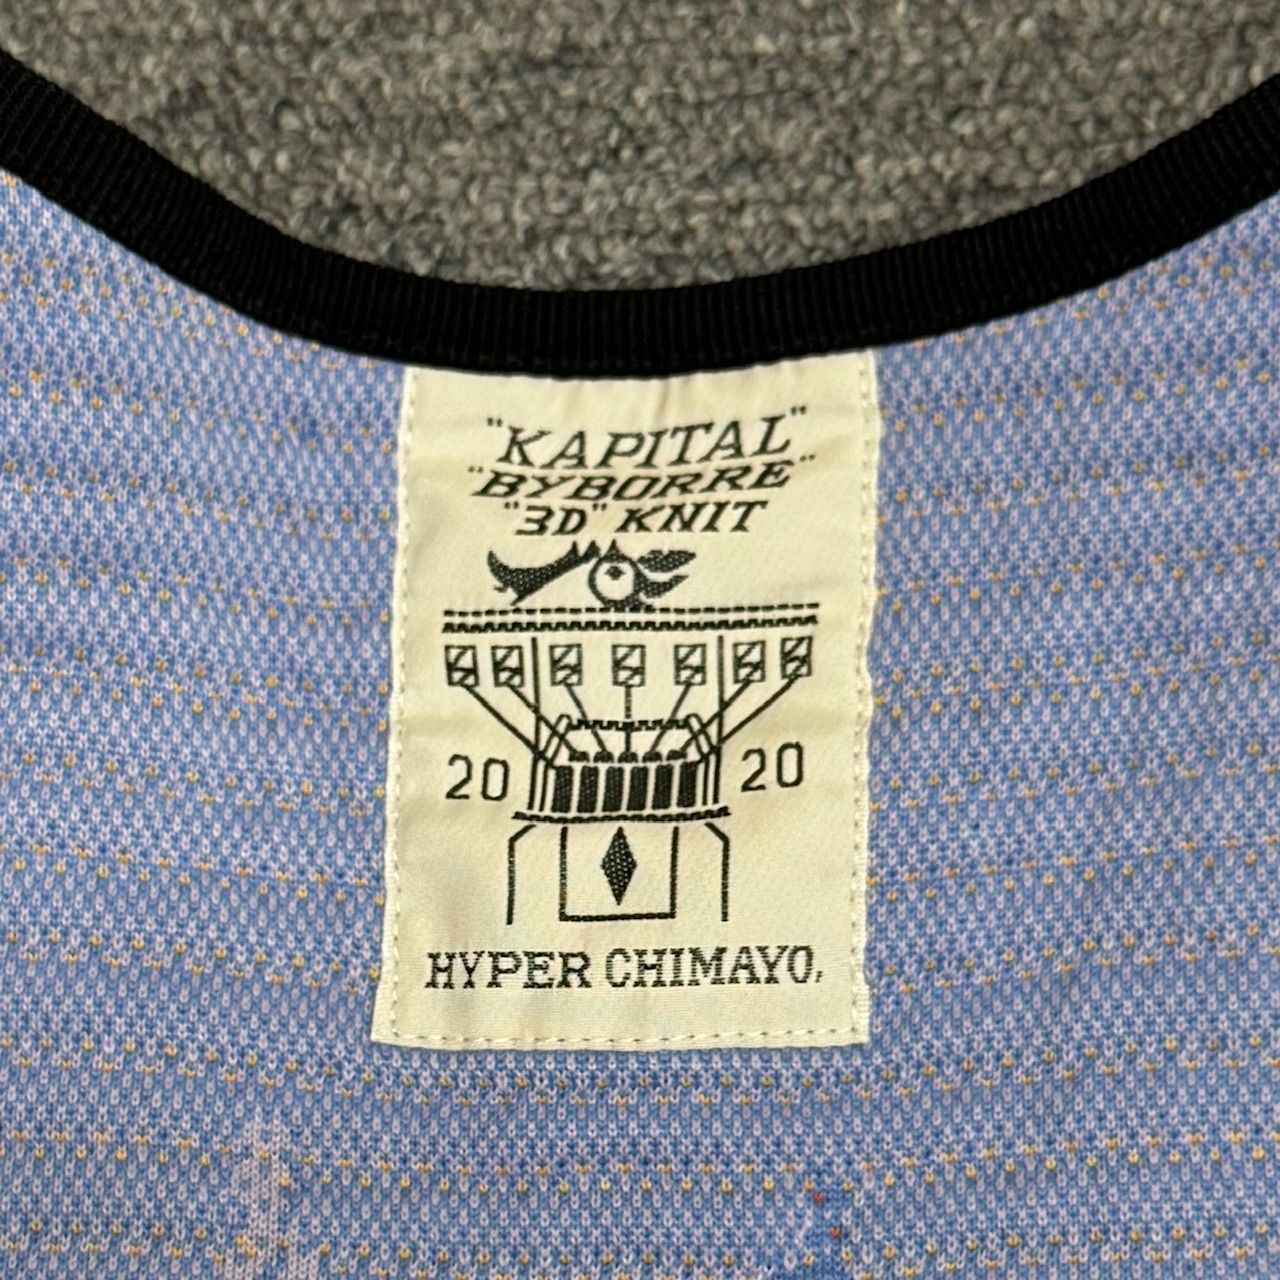 "KAPITAL"
"BYBORRE"
"3D" KNIT
20 20
HYPER CHIMAYO,